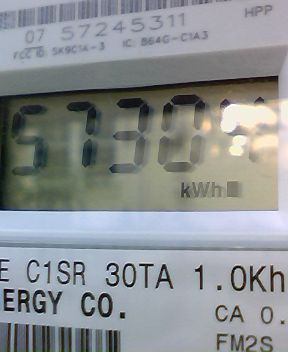 HPP
07 57245311
FCC ID: SK9C1A-3 IC: 864G-C1A3
5730
kWh
E C1SR 30TA 1.0Kh
ERGY CO.
CA 0.
FM2S